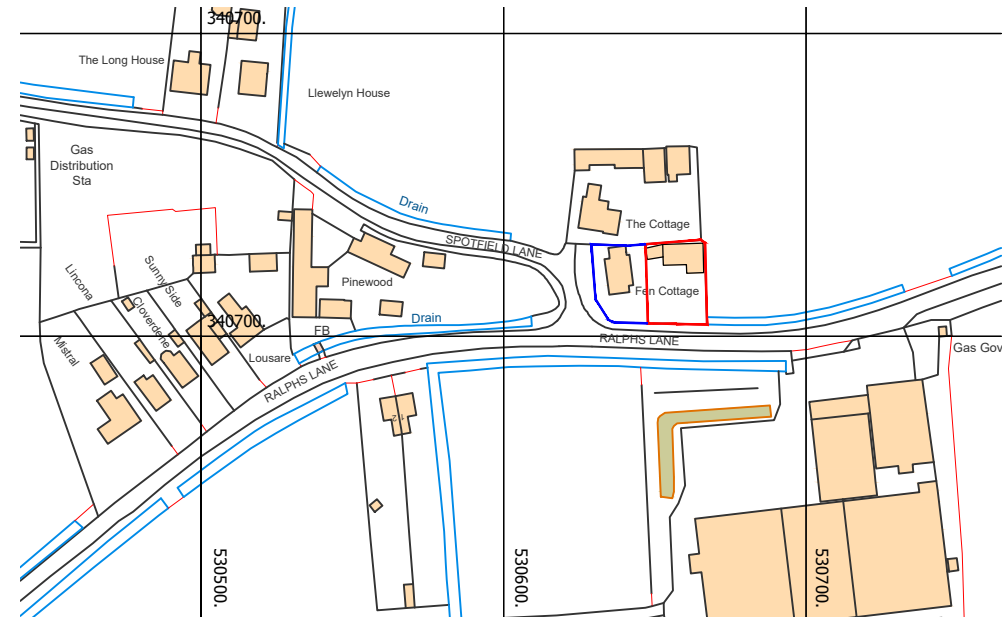 340700.
The Long House
Llewelyn House
Gas
Distribution
Sta
Drain
The Cottage
SPOTFIELD LANE
Lincona
Sunny Side
Pinewood
Fen Cottage
Cloverdene
340700.
FB
Drain
Mistral
Lousare
RALPHS LANE
RALPHS LANE
Gas Gov
530500.
530600.
530700.